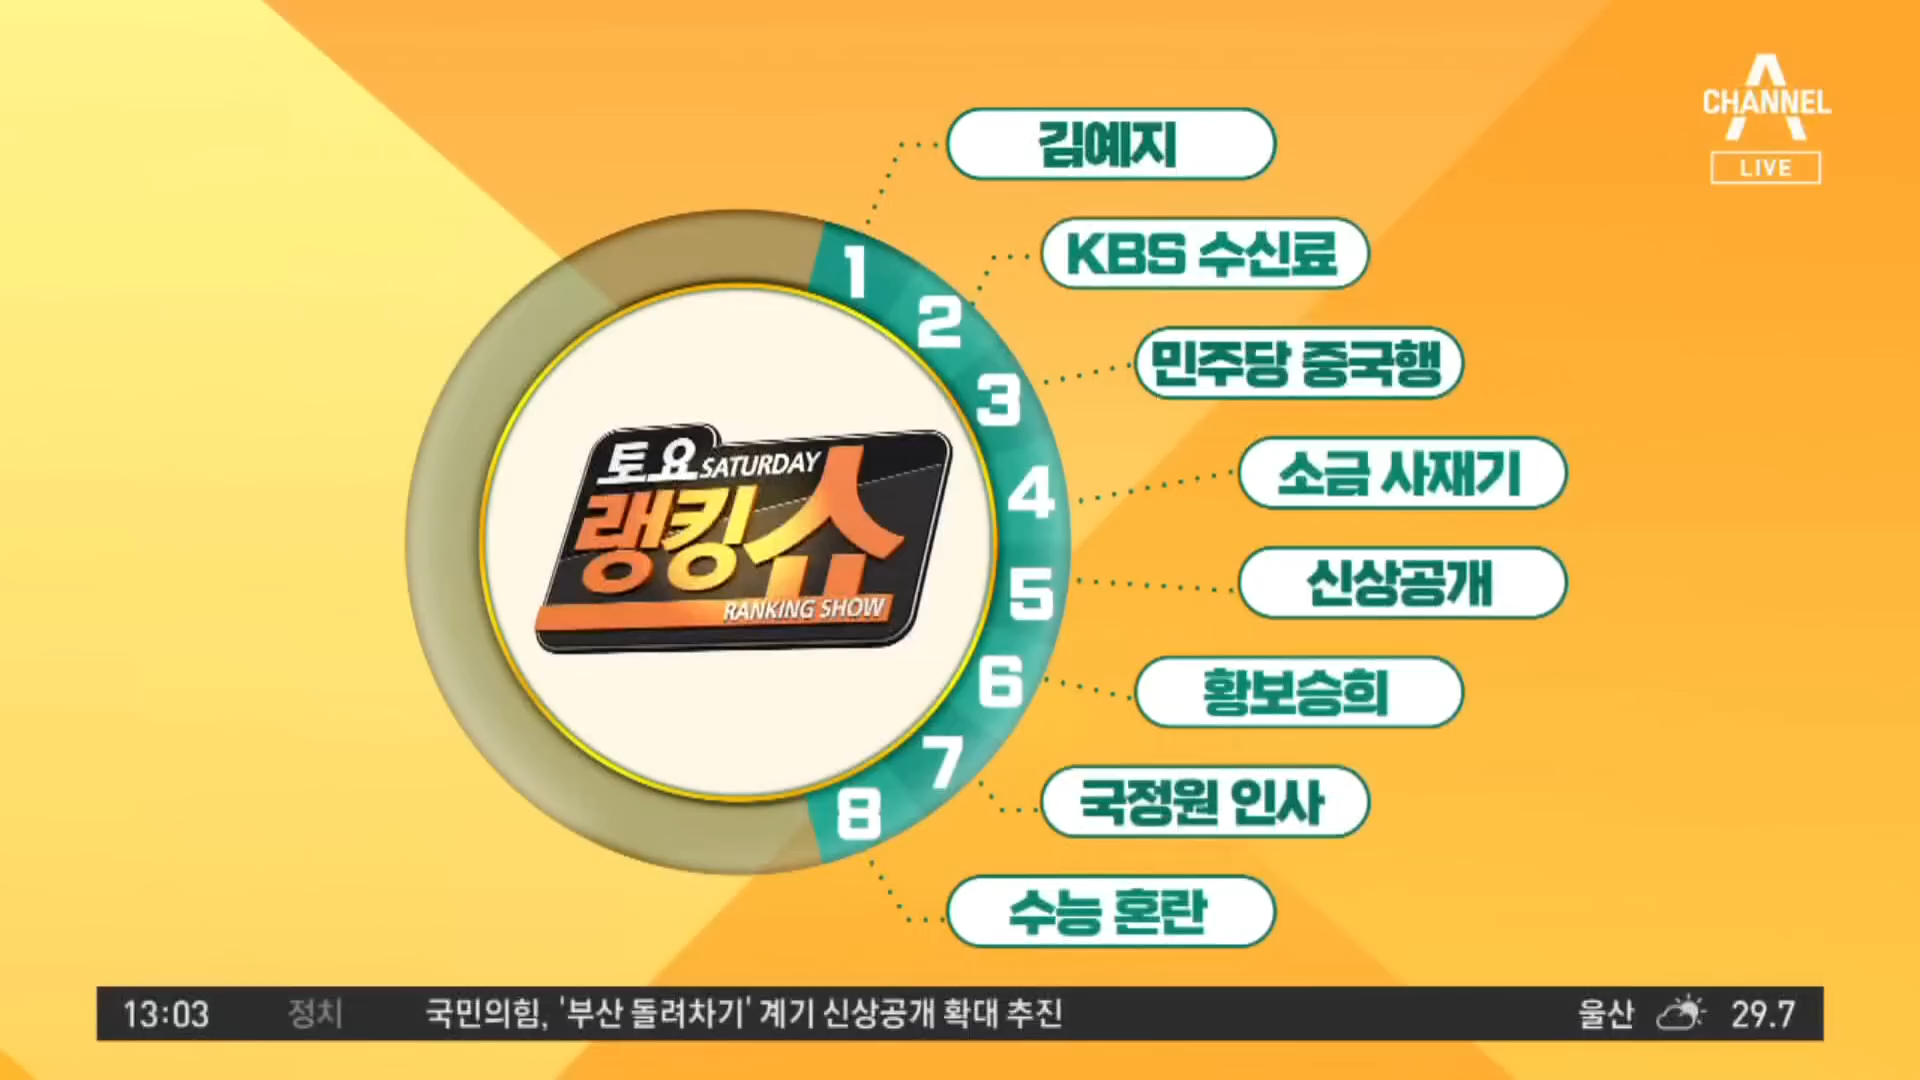 CHANNEL A
LIVE
1 김예지
2 KBS 수신료
3 민주당 중국행
4 소금 사재기
5 신상공개
6 황보승희
7 국정원 인사
8 수능 혼란
토요 SATURDAY
랭킹쇼
RANKING SHOW
13:03 정치 국민의힘, '부산 돌려차기' 계기 신상공개 확대 추진 울산 29.7